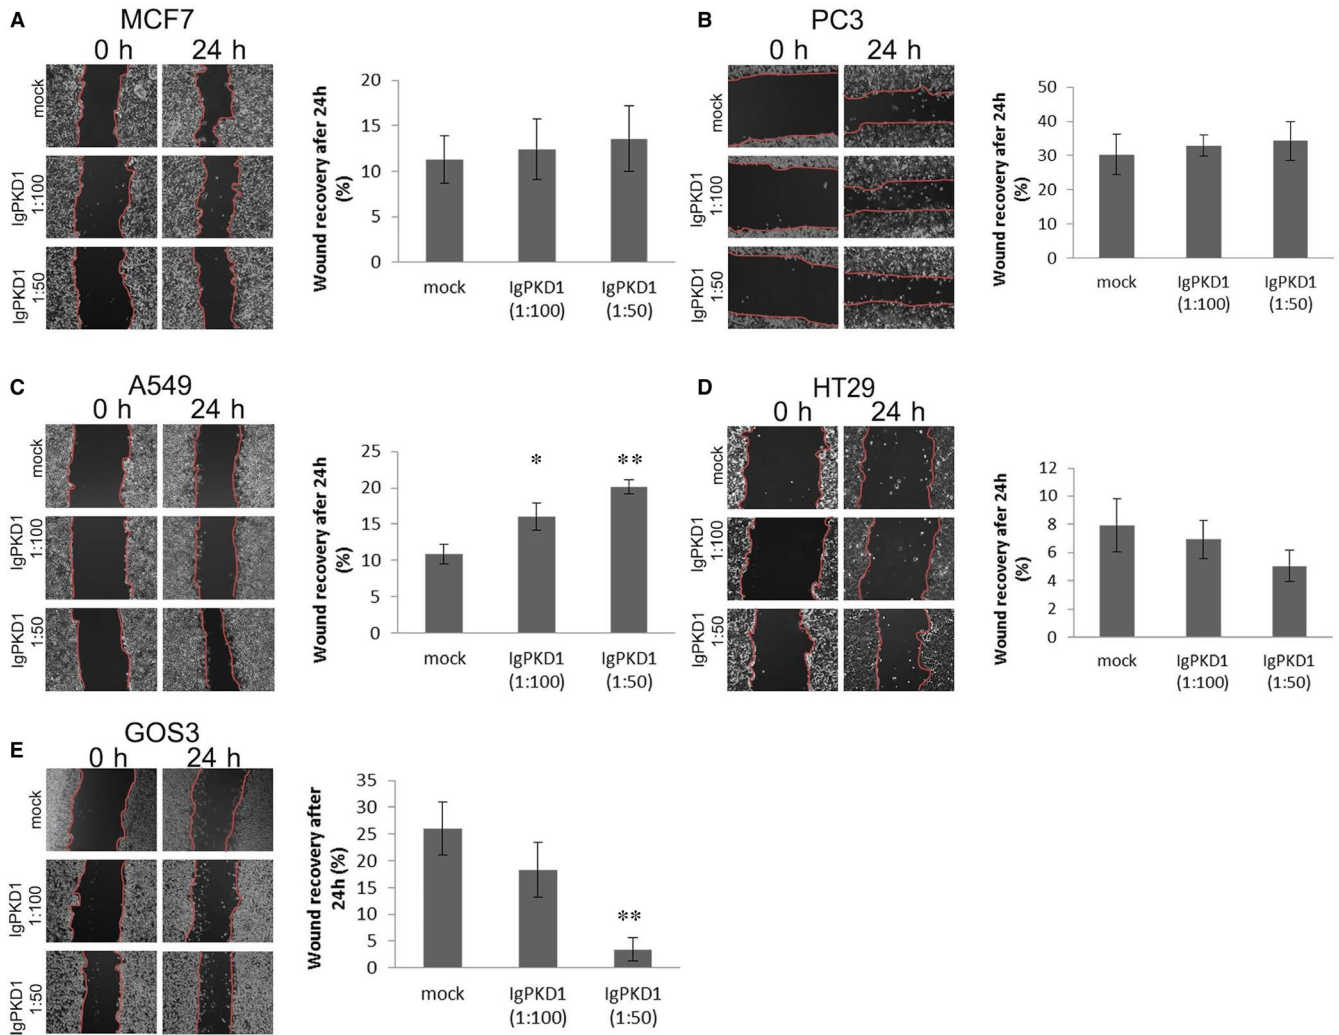 A
MCF7
0 h 24 h
mock
IgPKD1
1:100
IgPKD1
1:50
Wound recovery afer 24h
(%)
20
15
10
5
0
mock IgPKD1 IgPKD1
(1:100) (1:50)
B
PC3
0 h 24 h
mock
IgPKD1
1:100
IgPKD1
1:50
Wound recovery afer 24h
(%)
50
40
30
20
10
0
mock IgPKD1 IgPKD1
(1:100) (1:50)
C
A549
0 h 24 h
mock
IgPKD1
1:100
IgPKD1
1:50
Wound recovery afer 24h
(%)
25
20
15
10
5
0
* **
mock IgPKD1 IgPKD1
(1:100) (1:50)
D
HT29
0 h 24 h
mock
IgPKD1
1:100
IgPKD1
1:50
Wound recovery afer 24h
(%)
12
10
8
6
4
2
0
mock IgPKD1 IgPKD1
(1:100) (1:50)
E
GOS3
0 h 24 h
mock
IgPKD1
1:100
IgPKD1
1:50
Wound recovery after
24h (%)
35
30
25
20
15
10
5
0
**
mock IgPKD1 IgPKD1
(1:100) (1:50)